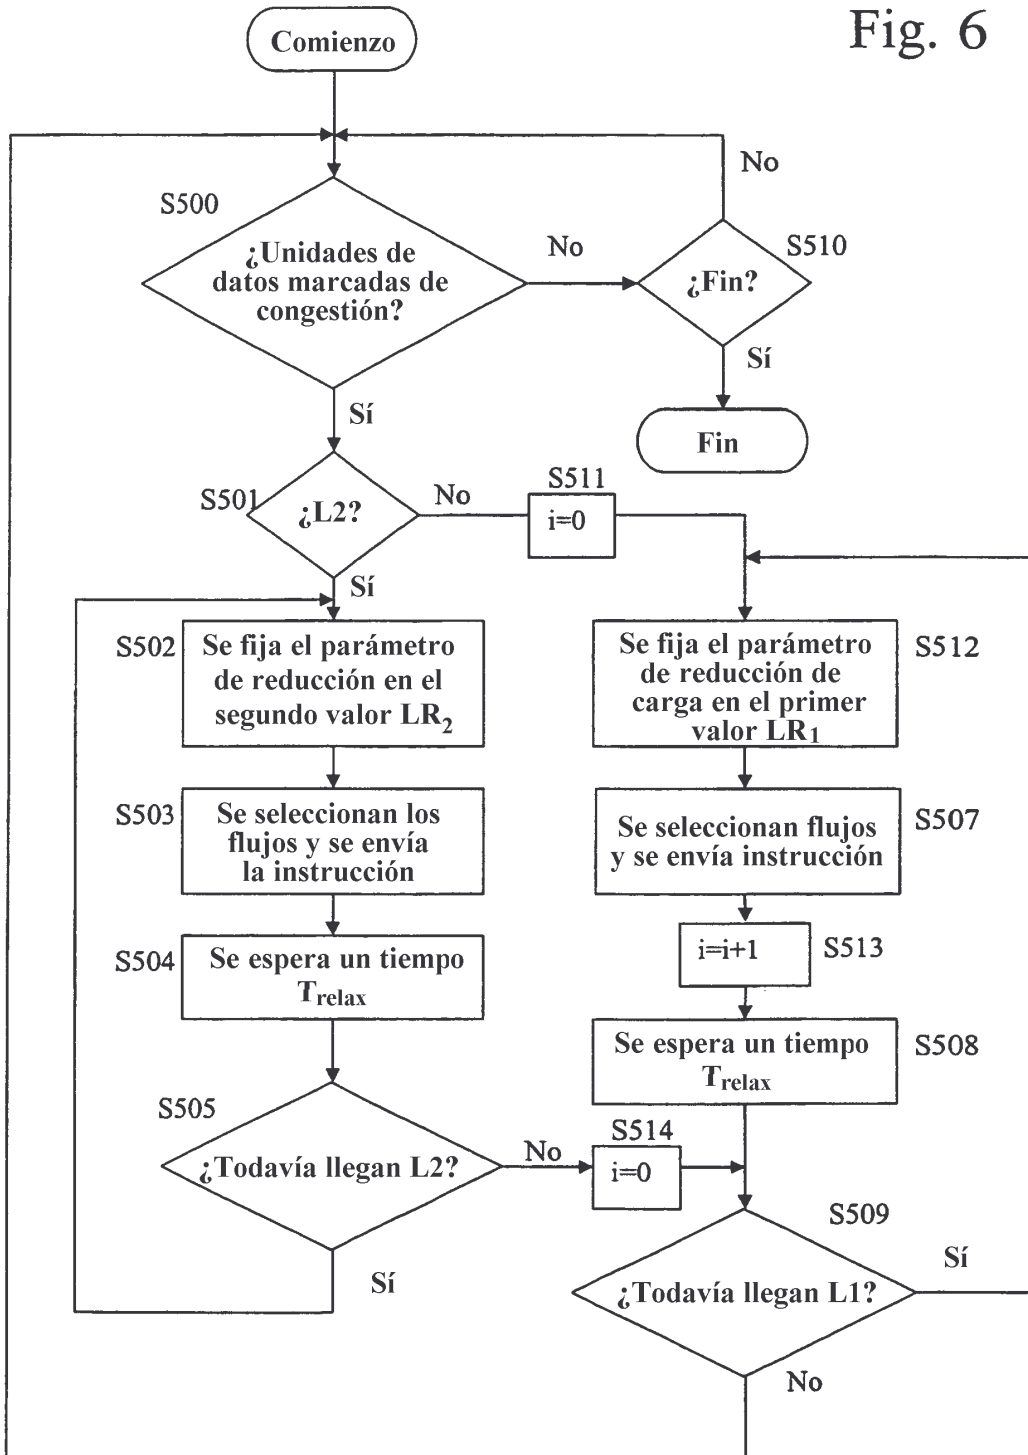 Fig. 6
Comienzo
No
S500
S510
¿Unidades de
datos marcadas de
congestión?
No
¿Fin?
Sí
Sí
Fin
S501
¿L2?
No
S511
i=0
Sí
S502
Se fija el parámetro
de reducción en el
segundo valor LR2
Se fija el parámetro
de reducción de
carga en el primer
valor LR1
S512
S503
Se seleccionan los
flujos y se envía
la instrucción
Se seleccionan flujos
y se envía instrucción
S507
i=i+1
S513
S504
Se espera un tiempo
Trelax
Se espera un tiempo
Trelax
S508
S505
¿Todavía llegan L2?
No
S514
i=0
S509
Sí
¿Todavía llegan L1?
Sí
No